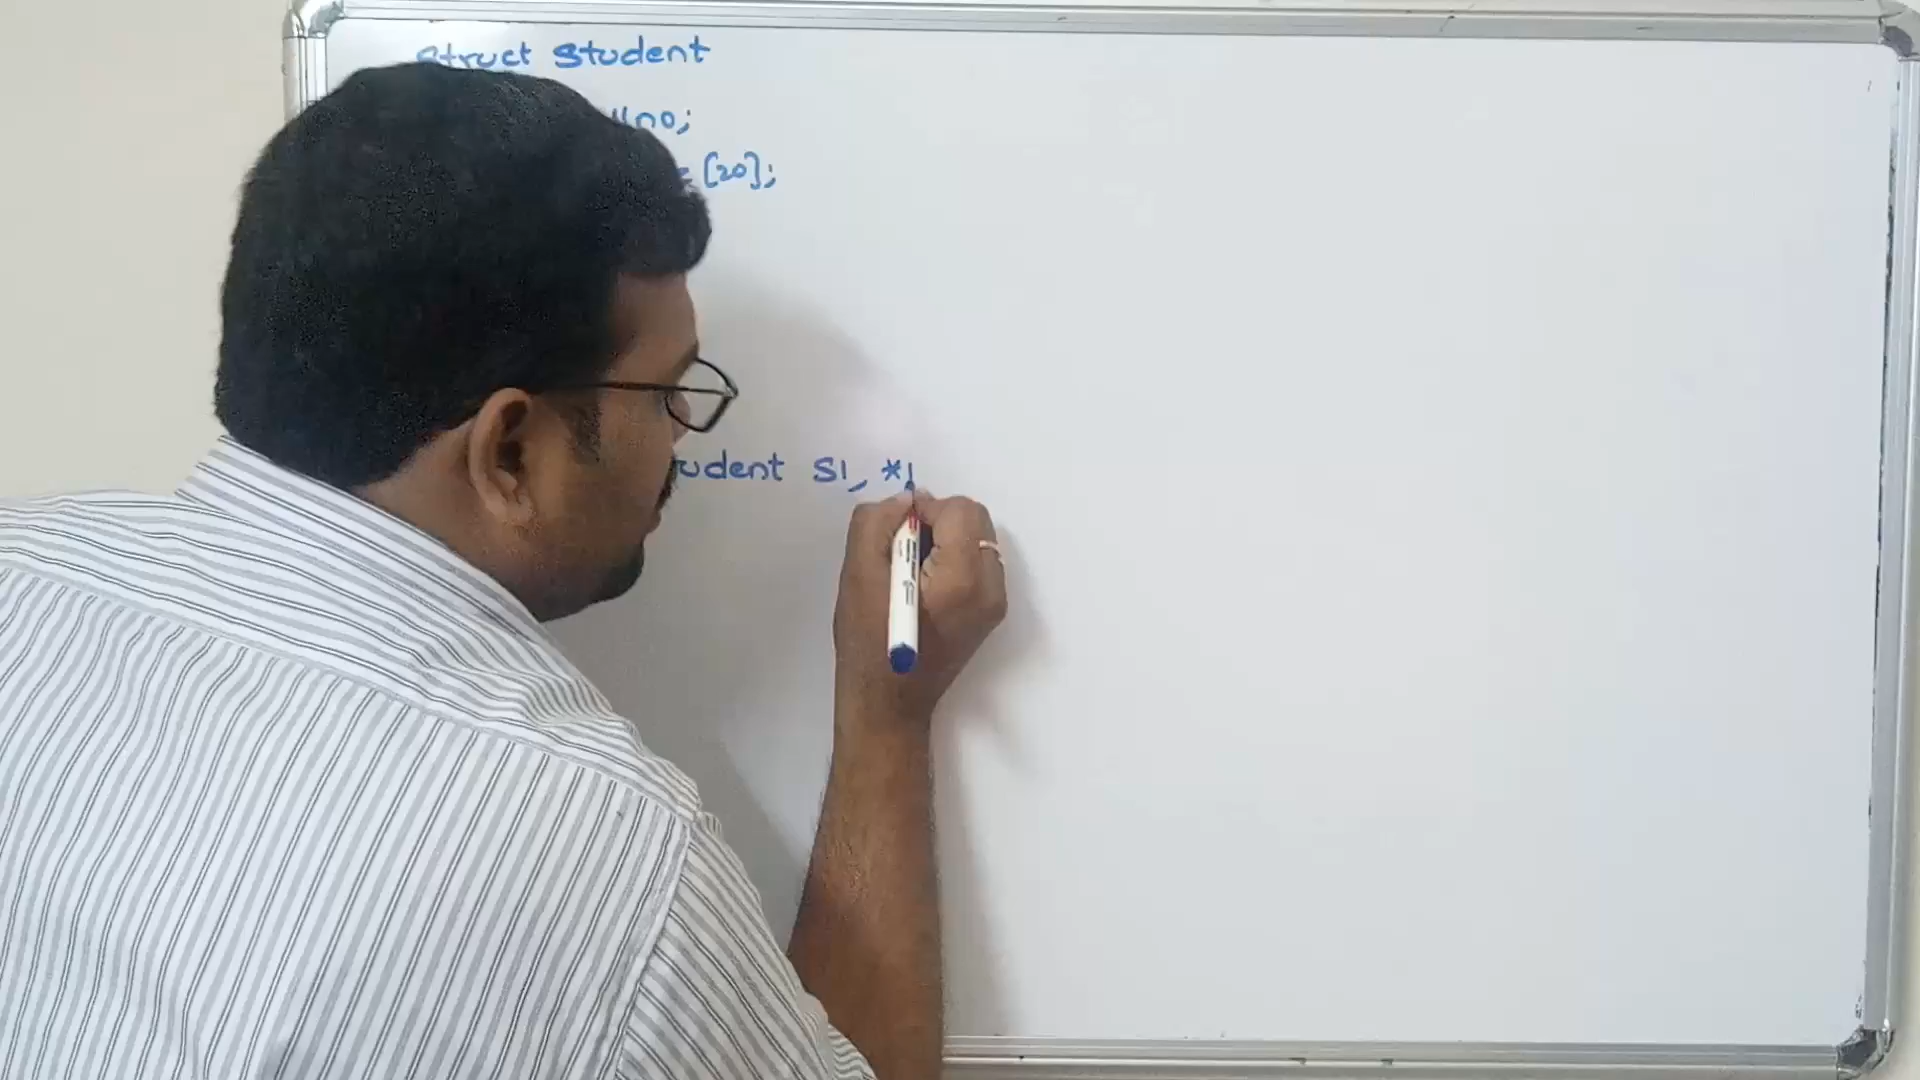 Struct Student
llno;
[20];
udent S1, *